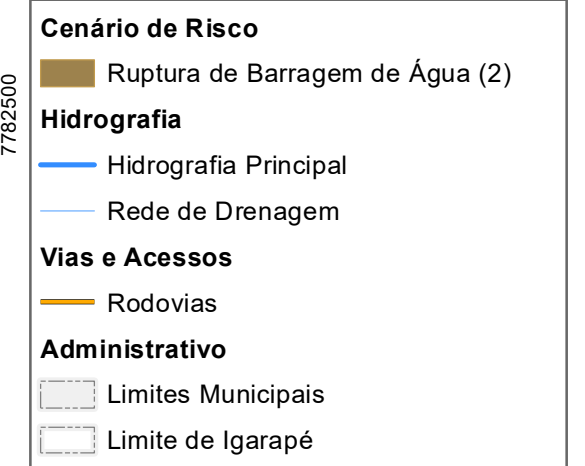 Cenário de Risco
Ruptura de Barragem de Água (2)
7782500
Hidrografia
Hidrografia Principal
Rede de Drenagem
Vias e Acessos
Rodovias
Administrativo
Limites Municipais
Limite de Igarapé